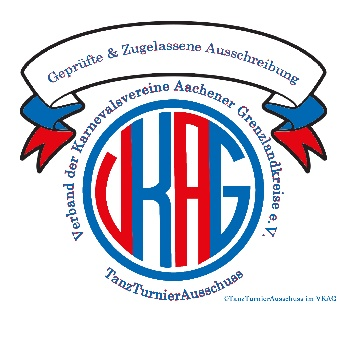 Geprüfte & Zugelassene Ausschreibung
Verband der Karnevalsvereine Aachener Grenzlandkreise e.V.
VKAG
TanzTurnierAusschuss
©TanzTurnierAusschuss im VKAG